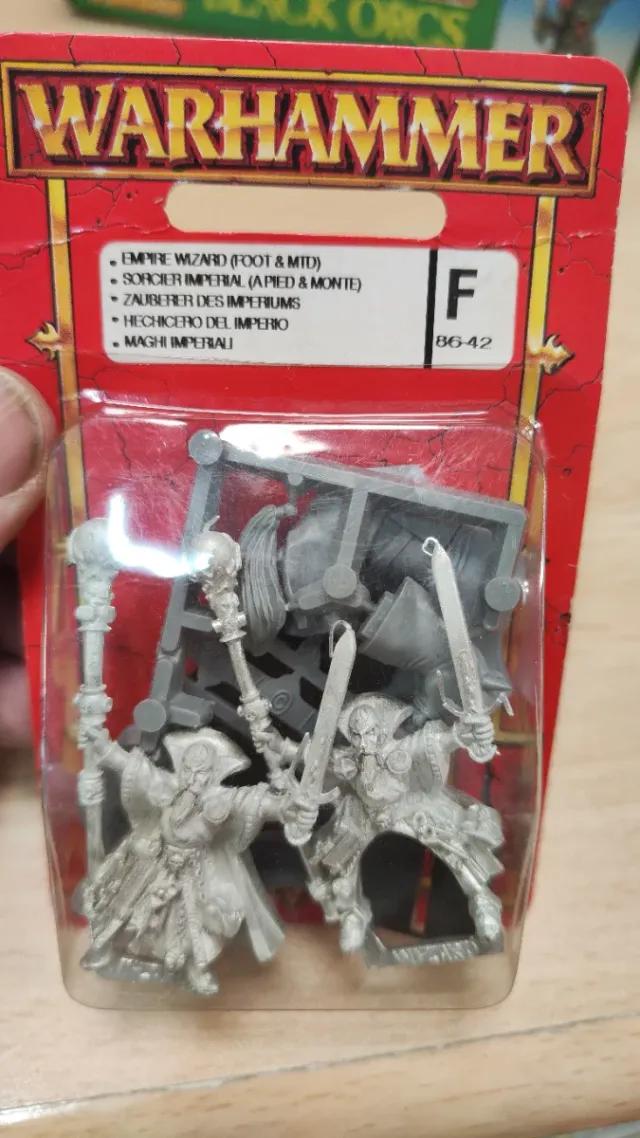 BLACK ORCS
WARHAMMER®
• EMPIRE WIZARD (FOOT & MTD)
• SORCIER IMPERIAL (A PIED & MONTE)
• ZAUBERER DES IMPERIUMS
• HECHICERO DEL IMPERIO
• MAGHI IMPERIALI
F
86-42